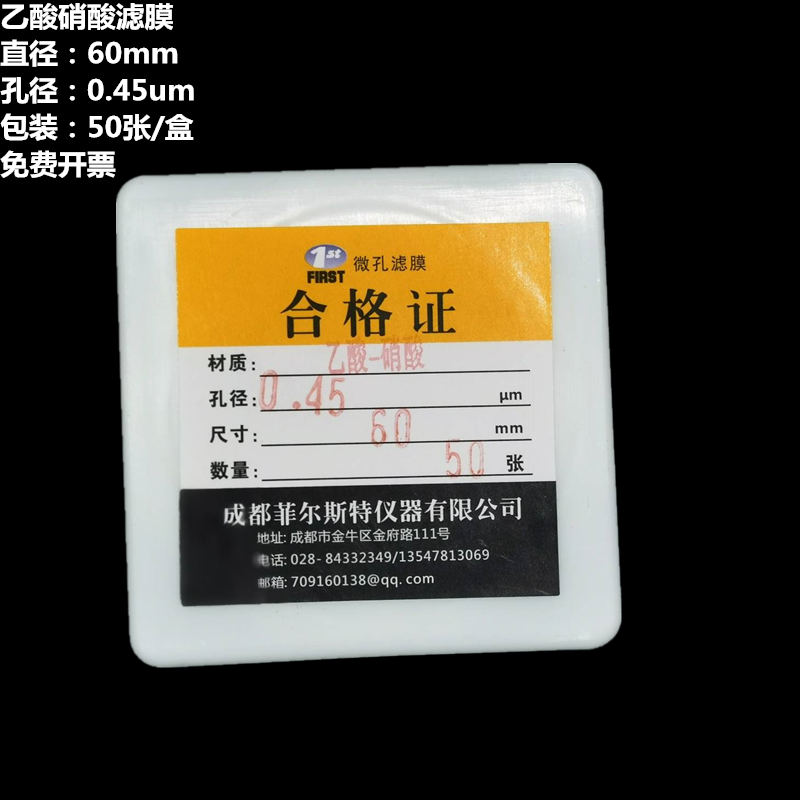 乙酸硝酸滤膜
直径：60mm
孔径：0.45um
包装：50张/盒
免费开票
1st
FIRST 微孔滤膜
合格证
材质: 乙酸-硝酸
孔径: 0.45 μm
尺寸: 60 mm
数量: 50 张
成都菲尔斯特仪器有限公司
地址: 成都市金牛区金府路111号
电话: 028- 84332349/13547813069
邮箱: 709160138@qq.com